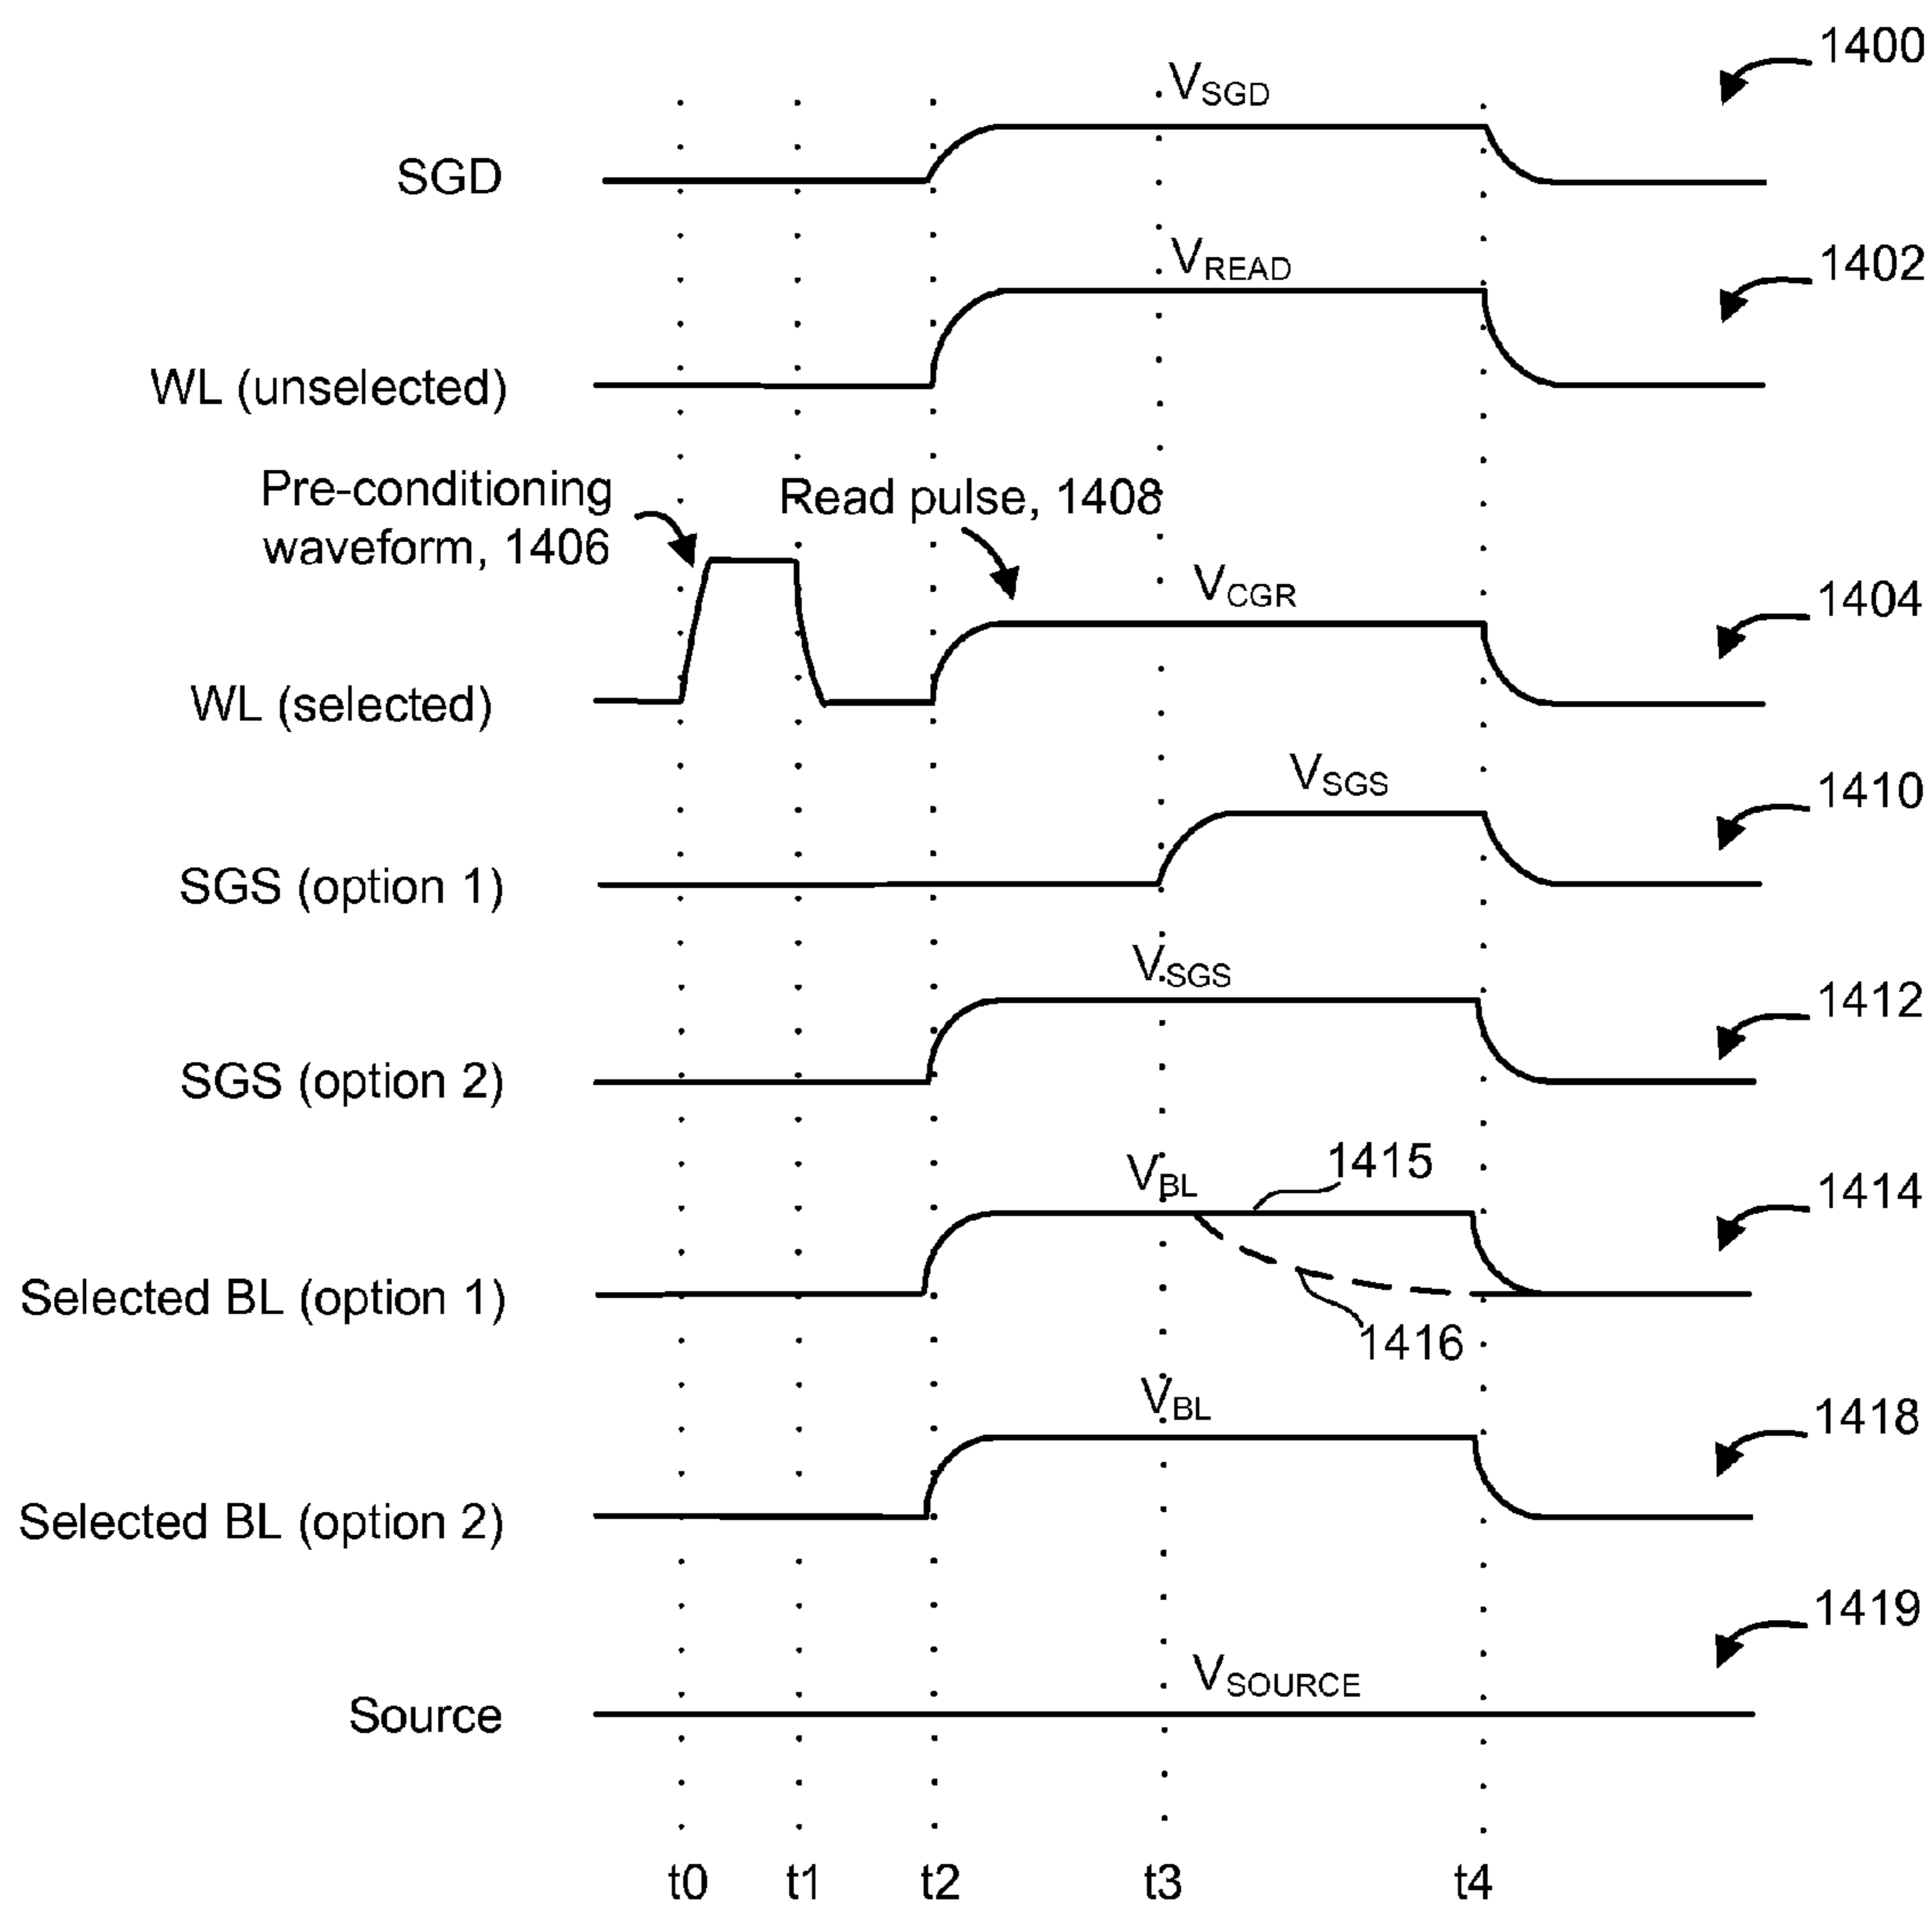 1400
VSGD
SGD
1402
VREAD
WL (unselected)
Pre-conditioning
waveform, 1406
Read pulse, 1408
1404
VCGR
WL (selected)
1410
VSGS
SGS (option 1)
1412
VSGS
SGS (option 2)
1415
VBL
1414
Selected BL (option 1)
1416
VBL
1418
Selected BL (option 2)
1419
VSOURCE
Source
t0 t1 t2 t3 t4